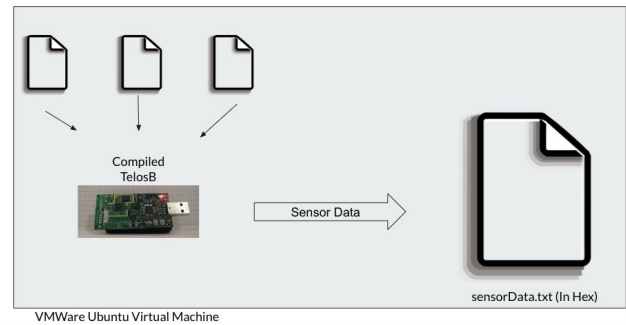 Compiled
TelosB
Sensor Data
sensorData.txt (In Hex)
VMWare Ubuntu Virtual Machine